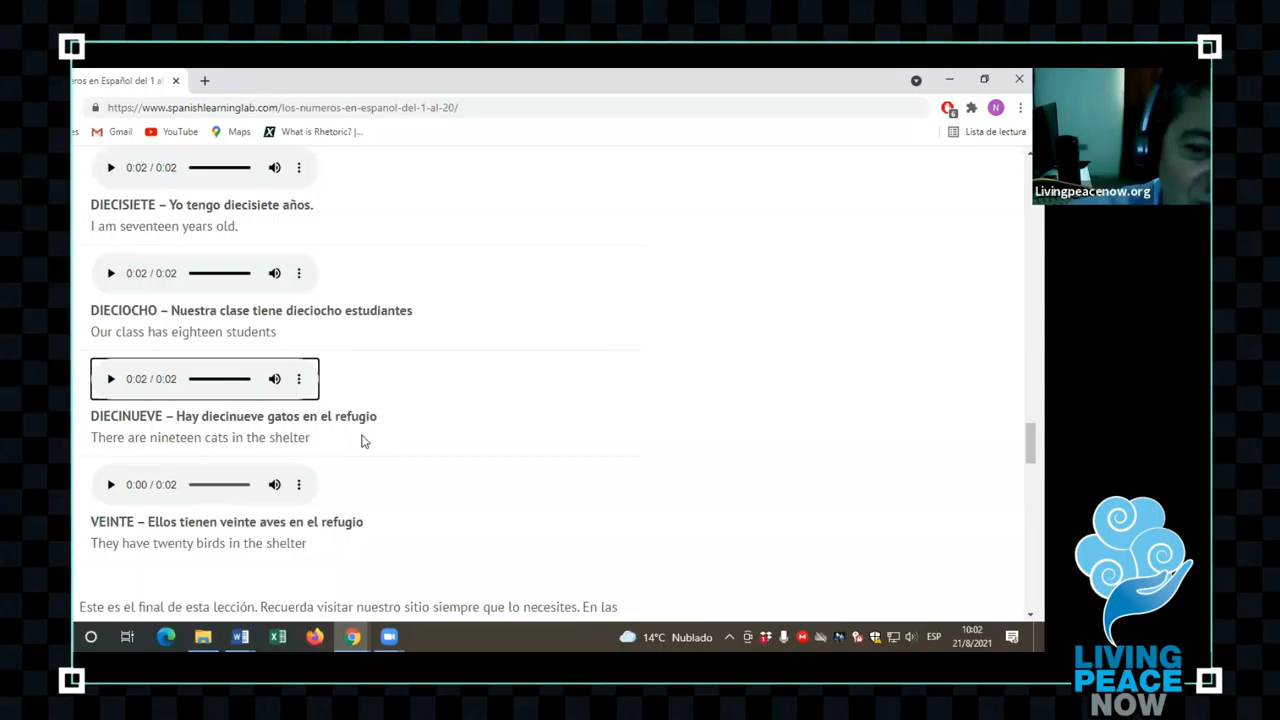 eros en Español del 1 al
https://www.spanishlearninglab.com/los-numeros-en-espanol-del-1-al-20/
es Gmail YouTube Maps What is Rhetoric? |... Lista de lectura
6 N
Livingpeacenow.org
0:02 / 0:02
DIECISIETE – Yo tengo diecisiete años.
I am seventeen years old.
0:02 / 0:02
DIECIOCHO – Nuestra clase tiene dieciocho estudiantes
Our class has eighteen students
0:02 / 0:02
DIECINUEVE – Hay diecinueve gatos en el refugio
There are nineteen cats in the shelter
0:00 / 0:02
VEINTE – Ellos tienen veinte aves en el refugio
They have twenty birds in the shelter
Este es el final de esta lección. Recuerda visitar nuestro sitio siempre que lo necesites. En las
14°C Nublado ESP 10:02
21/8/2021
LIVING
PEACE
NOW